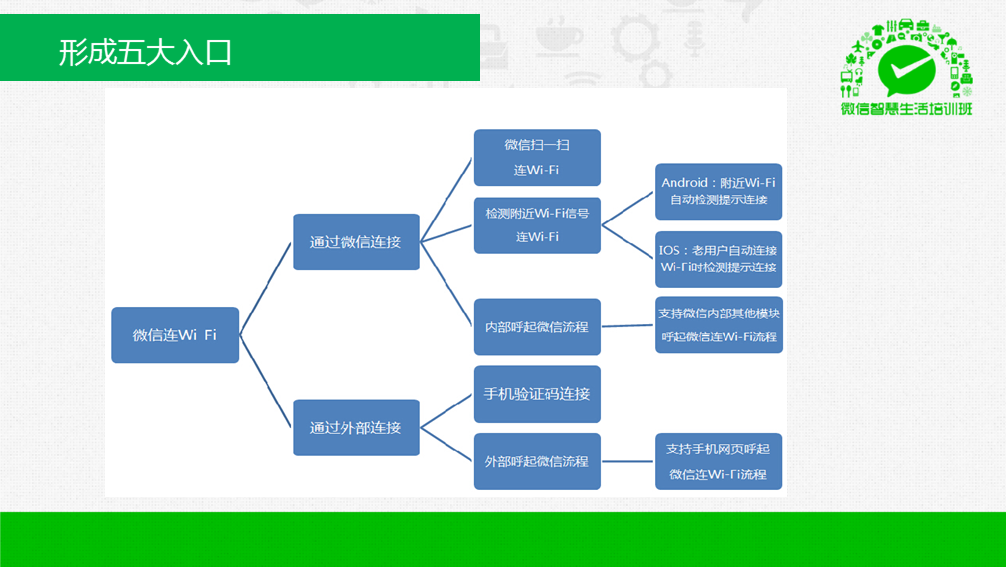 形成五大入口
微信智慧生活培训班
微信扫一扫
连Wi-Fi
检测附近Wi-Fi信号
连Wi-Fi
Android：附近Wi-Fi
自动检测提示连接
IOS：老用户自动连接
Wi-Fi时检测提示连接
通过微信连接
内部呼起微信流程
支持微信内部其他模块
呼起微信连Wi-Fi流程
微信连Wi Fi
手机验证码连接
通过外部连接
外部呼起微信流程
支持手机网页呼起
微信连Wi-Fi流程